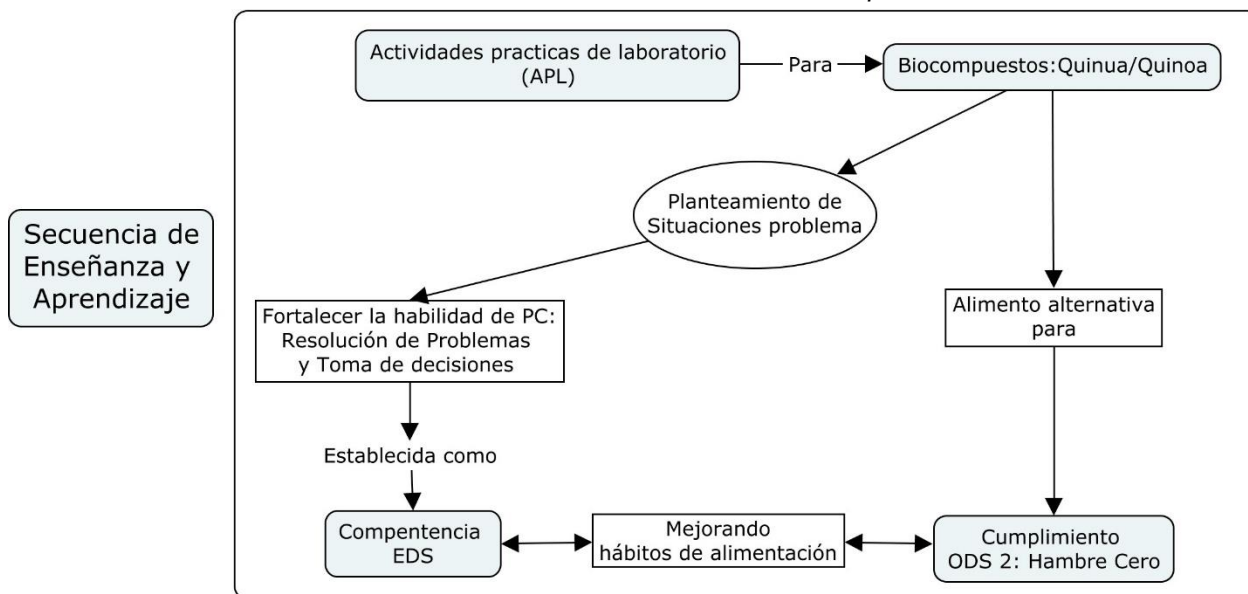 Actividades practicas de laboratorio
(APL)
Para
Biocompuestos:Quinua/Quinoa
Planteamiento de
Situaciones problema
Secuencia de
Enseñanza y
Aprendizaje
Fortalecer la habilidad de PC:
Resolución de Problemas
y Toma de decisiones
Alimento alternativa
para
Establecida como
Compentencia
EDS
Mejorando
hábitos de alimentación
Cumplimiento
ODS 2: Hambre Cero